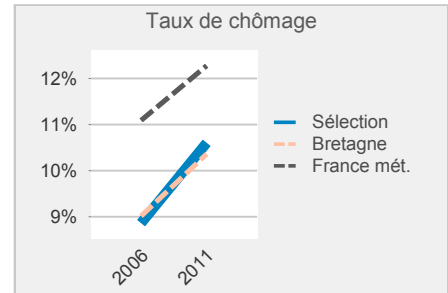 Taux de chômage
12%
11%
10%
9%
2006
2011
Sélection
Bretagne
France mét.